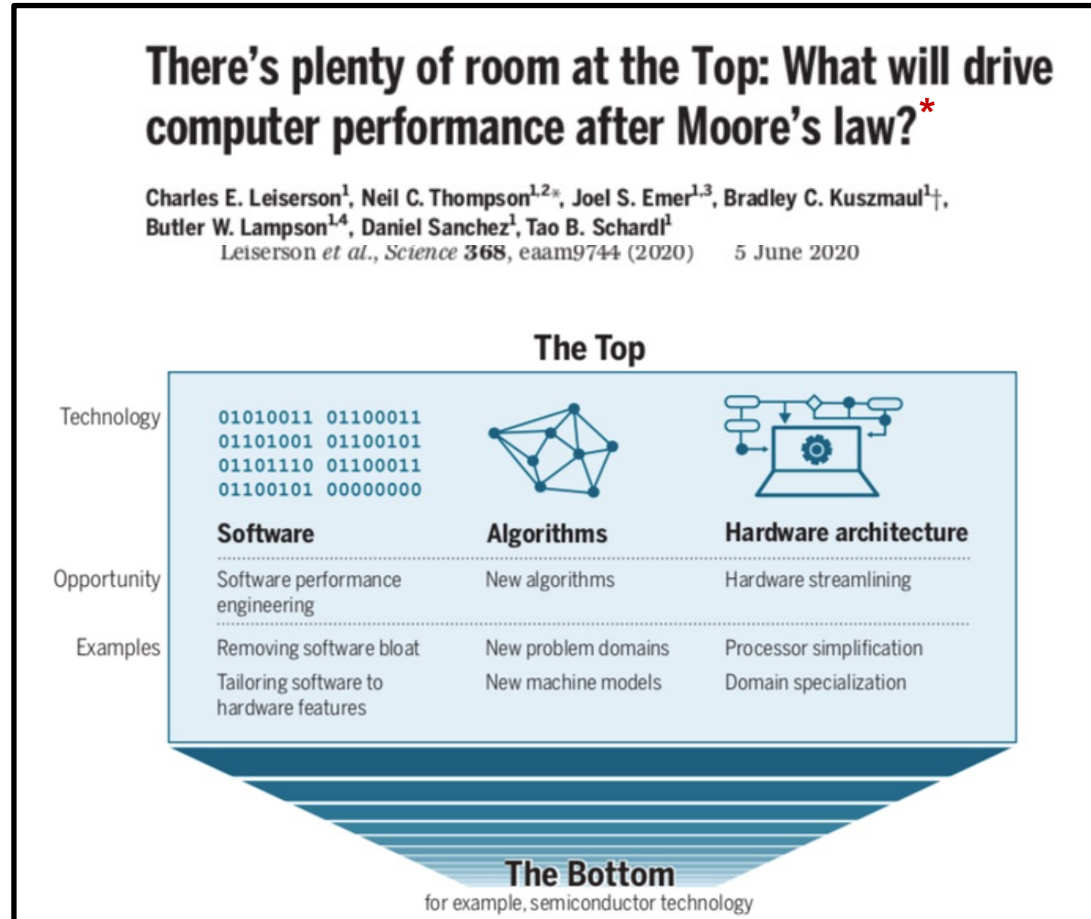 There's plenty of room at the Top: What will drive
computer performance after Moore's law?*
Charles E. Leiserson1, Neil C. Thompson1,2*, Joel S. Emer1,3, Bradley C. Kuszmaul1†,
Butler W. Lampson1,4, Daniel Sanchez1, Tao B. Schardl1
Leiserson et al., Science 368, eaam9744 (2020) 5 June 2020
The Top
Technology
01010011 01100011
01101001 01100101
01101110 01100011
01100101 00000000
Software Algorithms Hardware architecture
Opportunity Software performance New algorithms Hardware streamlining
engineering
Examples Removing software bloat New problem domains Processor simplification
Tailoring software to New machine models Domain specialization
hardware features
The Bottom
for example, semiconductor technology